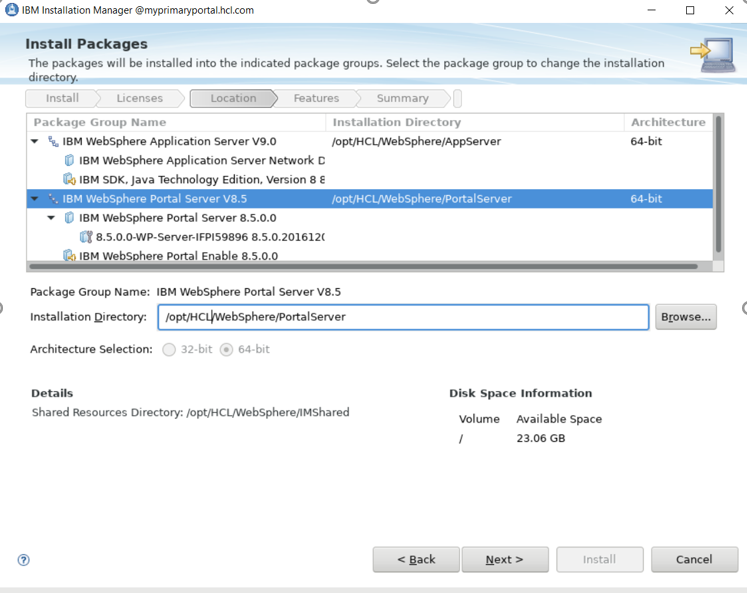 IBM Installation Manager @myprimaryportal.hcl.com
Install Packages
The packages will be installed into the indicated package groups. Select the package group to change the installation
directory.
Install Licenses Location Features Summary
Package Group Name Installation Directory Architecture
IBM WebSphere Application Server V9.0 /opt/HCL/WebSphere/AppServer 64-bit
IBM WebSphere Application Server Network D
IBM SDK, Java Technology Edition, Version 8 8
IBM WebSphere Portal Server V8.5 /opt/HCL/WebSphere/PortalServer 64-bit
IBM WebSphere Portal Server 8.5.0.0
8.5.0.0-WP-Server-IFPI59896 8.5.0.201612(
IBM WebSphere Portal Enable 8.5.0.0
Package Group Name: IBM WebSphere Portal Server V8.5
Installation Directory: /opt/HCL/WebSphere/PortalServer Browse...
Architecture Selection: 32-bit 64-bit
Details Disk Space Information
Shared Resources Directory: /opt/HCL/WebSphere/IMShared
Volume Available Space
/ 23.06 GB
? < Back Next > Install Cancel